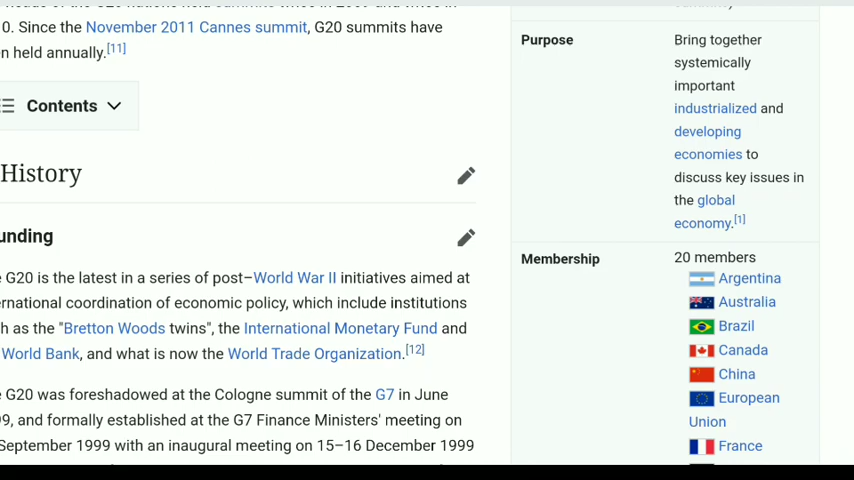 0. Since the November 2011 Cannes summit, G20 summits have
n held annually.[11]
Contents
History
unding
G20 is the latest in a series of post–World War II initiatives aimed at
ernational coordination of economic policy, which include institutions
h as the "Bretton Woods twins", the International Monetary Fund and
World Bank, and what is now the World Trade Organization.[12]
G20 was foreshadowed at the Cologne summit of the G7 in June
99, and formally established at the G7 Finance Ministers' meeting on
September 1999 with an inaugural meeting on 15–16 December 1999
Purpose
Bring together
systemically
important
industrialized and
developing
economies to
discuss key issues in
the global
economy.[1]
Membership
20 members
Argentina
Australia
Brazil
Canada
China
European
Union
France